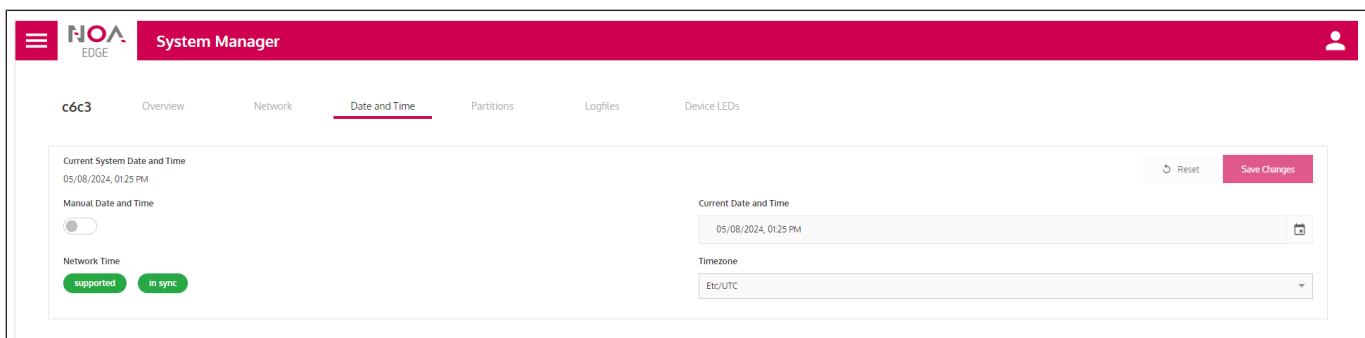 NOA
EDGE
System Manager
c6c3 Overview Network Date and Time Partitions Logfiles Device LEDs
Current System Date and Time
05/08/2024, 01:25 PM
Reset Save Changes
Manual Date and Time
Current Date and Time
05/08/2024, 01:25 PM
Network Time
supported in sync
Timezone
Etc/UTC